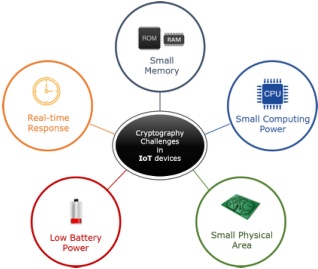 ROM
RAM
Small
Memory
Real-time
Response
CPU
Small Computing
Power
Cryptography
Challenges
in
IoT devices
Low Battery
Power
Small Physical
Area